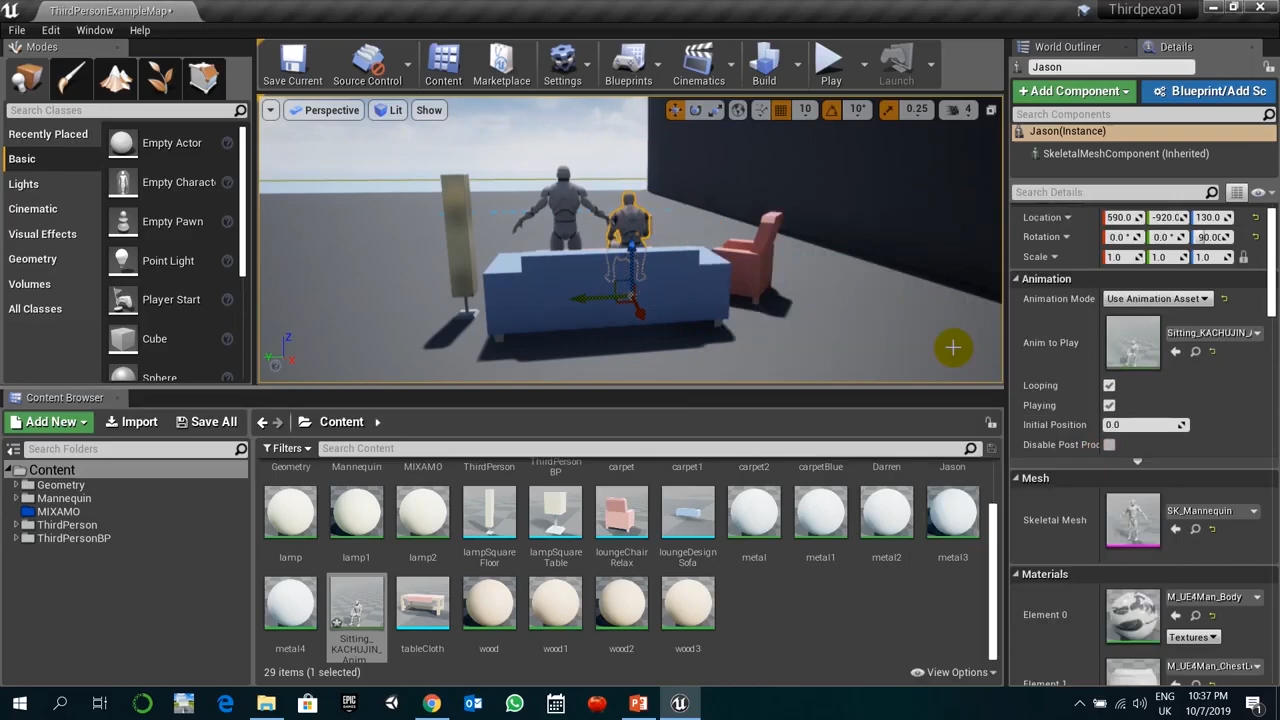 ThirdPersonExampleMap*
Thirdpexa01
File Edit Window Help
Modes
Search Classes
Recently Placed
Basic
Lights
Cinematic
Visual Effects
Geometry
Volumes
All Classes
Empty Actor
Empty Charact
Empty Pawn
Point Light
Player Start
Cube
Sphere
Save Current
Source Control
Content
Marketplace
Settings
Blueprints
Cinematics
Build
Play
Launch
Perspective
Lit
Show
10
10°
0.25
4
Z
Y
X
World Outliner
Details
Jason
+ Add Component
Blueprint/Add Sc
Search Components
Jason(Instance)
SkeletalMeshComponent (Inherited)
Search Details
Location 590.0 -920.0 130.0
Rotation 0.0 ° 0.0 ° 90.0(
Scale 1.0 1.0 1.0
Animation
Animation Mode Use Animation Asset
Anim to Play Sitting_KACHUJIN_
Looping
Playing
Initial Position 0.0
Disable Post Proc
Mesh
Skeletal Mesh SK_Mannequin
Materials
Element 0 M_UE4Man_Body
Textures
Element 1 M_UE4Man_ChestL
Content Browser
Add New
Import
Save All
Content
Search Folders
Content
Geometry
Mannequin
MIXAMO
ThirdPerson
ThirdPersonBP
Filters
Search Content
Geometry Mannequin MIXAMO ThirdPerson ThirdPerson BP carpet carpet1 carpet2 carpetBlue Darren Jason
lamp lamp1 lamp2 lampSquare Floor lampSquare Table loungeChair Relax loungeDesign Sofa metal metal1 metal2 metal3
metal4 Sitting_ KACHUJIN_ Anim tableCloth wood wood1 wood2 wood3
29 items (1 selected)
View Options
EPIC GAMES
ENG
UK
10:37 PM
10/7/2019
1